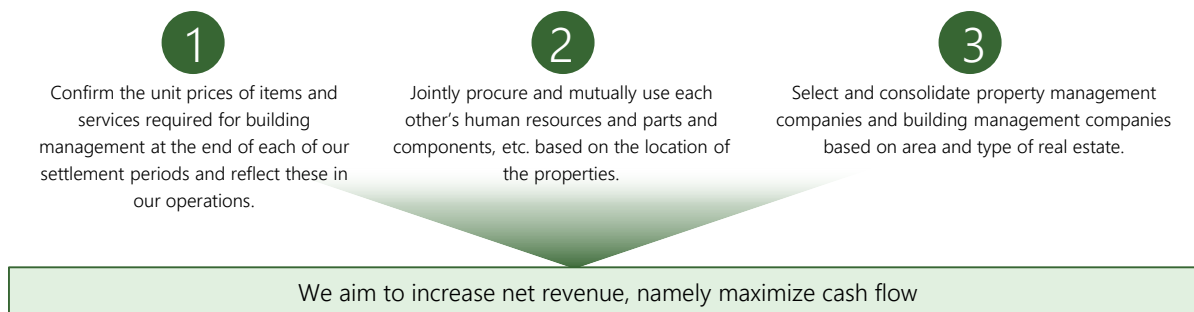 1
Confirm the unit prices of items and
services required for building
management at the end of each of our
settlement periods and reflect these in
our operations.
2
Jointly procure and mutually use each
other's human resources and parts and
components, etc. based on the location of
the properties.
3
Select and consolidate property management
companies and building management companies
based on area and type of real estate.
We aim to increase net revenue, namely maximize cash flow